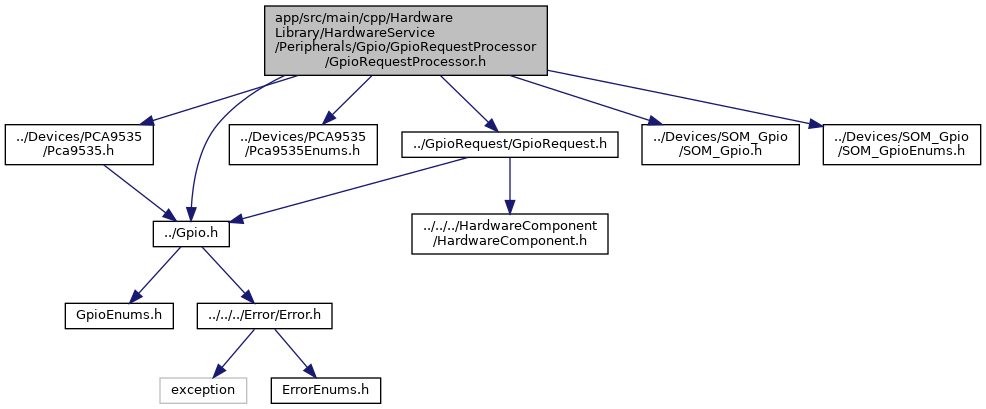 app/src/main/cpp/Hardware
Library/HardwareService
/Peripherals/Gpio/GpioRequestProcessor
/GpioRequestProcessor.h
../Devices/PCA9535
/Pca9535.h
../Devices/PCA9535
/Pca9535Enums.h
../GpioRequest/GpioRequest.h
../Devices/SOM_Gpio
/SOM_Gpio.h
../Devices/SOM_Gpio
/SOM_GpioEnums.h
../Gpio.h
../../../HardwareComponent
/HardwareComponent.h
GpioEnums.h
../../../Error/Error.h
exception
ErrorEnums.h